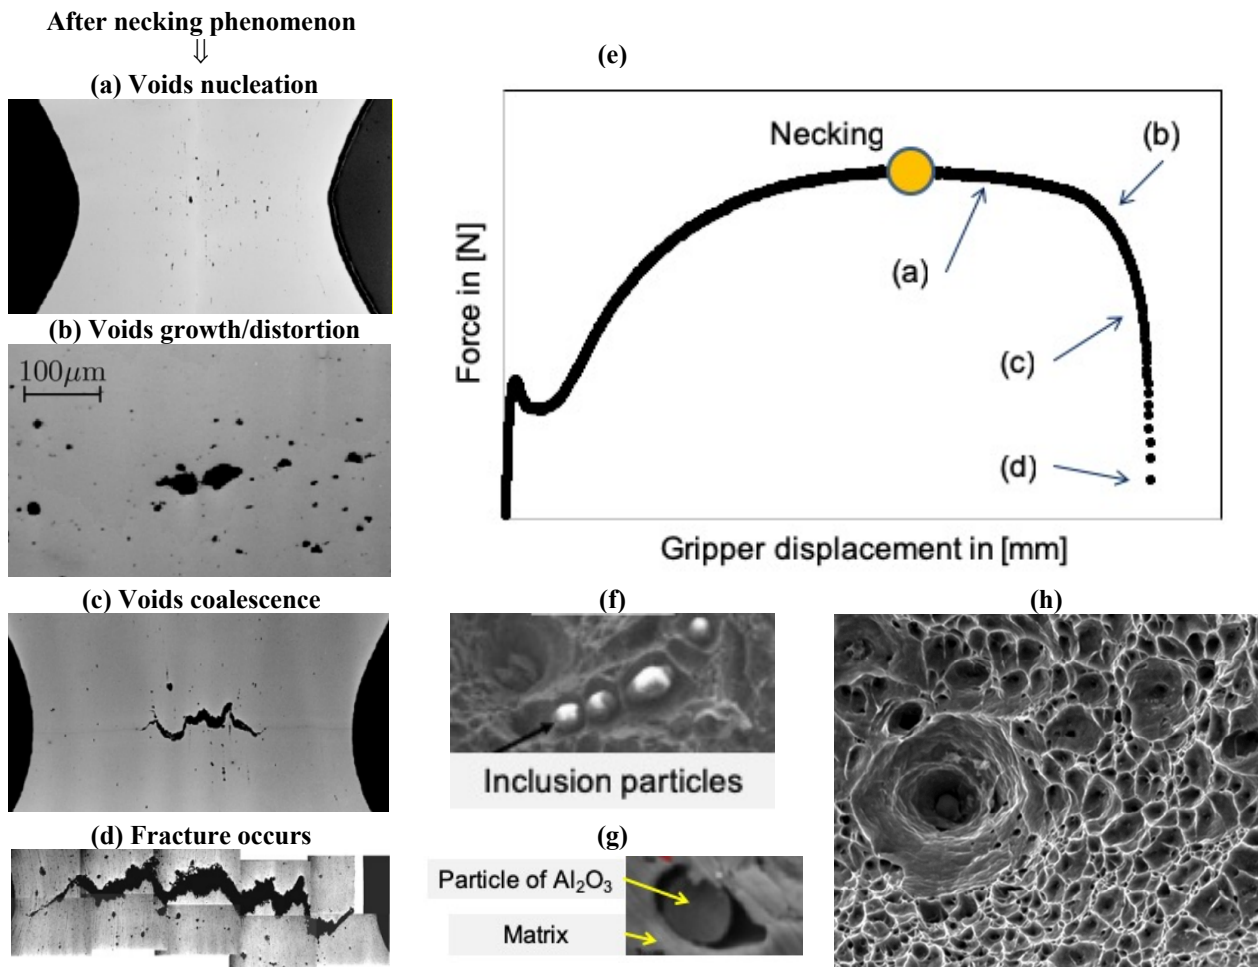 After necking phenomenon
⇓
(a) Voids nucleation
(b) Voids growth/distortion
100μm
(c) Voids coalescence
(d) Fracture occurs
(e)
Necking
(b)
(a)
(c)
(d)
Force in [N]
Gripper displacement in [mm]
(f)
Inclusion particles
(g)
Particle of Al₂O₃
Matrix
(h)